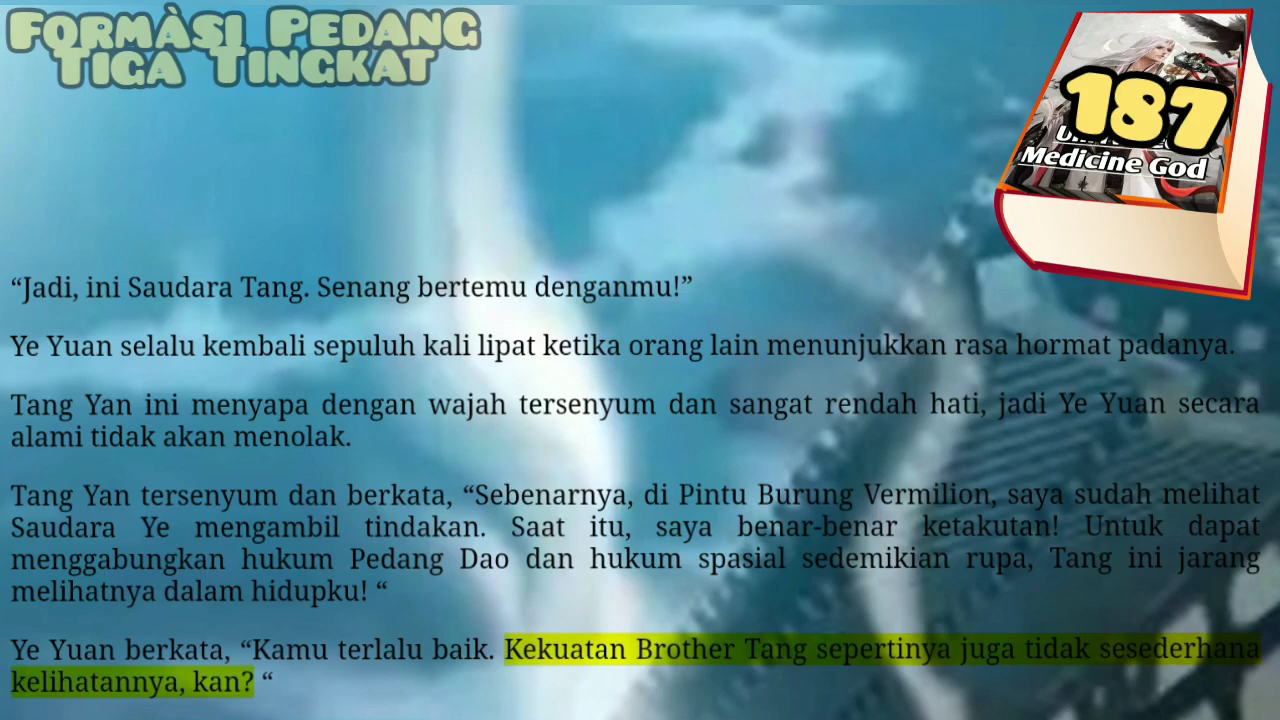 Formàsi Pedang
Tiga Tingkat
187
Medicine God
“Jadi, ini Saudara Tang. Senang bertemu denganmu!”
Ye Yuan selalu kembali sepuluh kali lipat ketika orang lain menunjukkan rasa hormat padanya.
Tang Yan ini menyapa dengan wajah tersenyum dan sangat rendah hati, jadi Ye Yuan secara
alami tidak akan menolak.
Tang Yan tersenyum dan berkata, “Sebenarnya, di Pintu Burung Vermilion, saya sudah melihat
Saudara Ye mengambil tindakan. Saat itu, saya benar-benar ketakutan! Untuk dapat
menggabungkan hukum Pedang Dao dan hukum spasial sedemikian rupa, Tang ini jarang
melihatnya dalam hidupku! “
Ye Yuan berkata, “Kamu terlalu baik. Kekuatan Brother Tang sepertinya juga tidak sesederhana
kelihatannya, kan? “